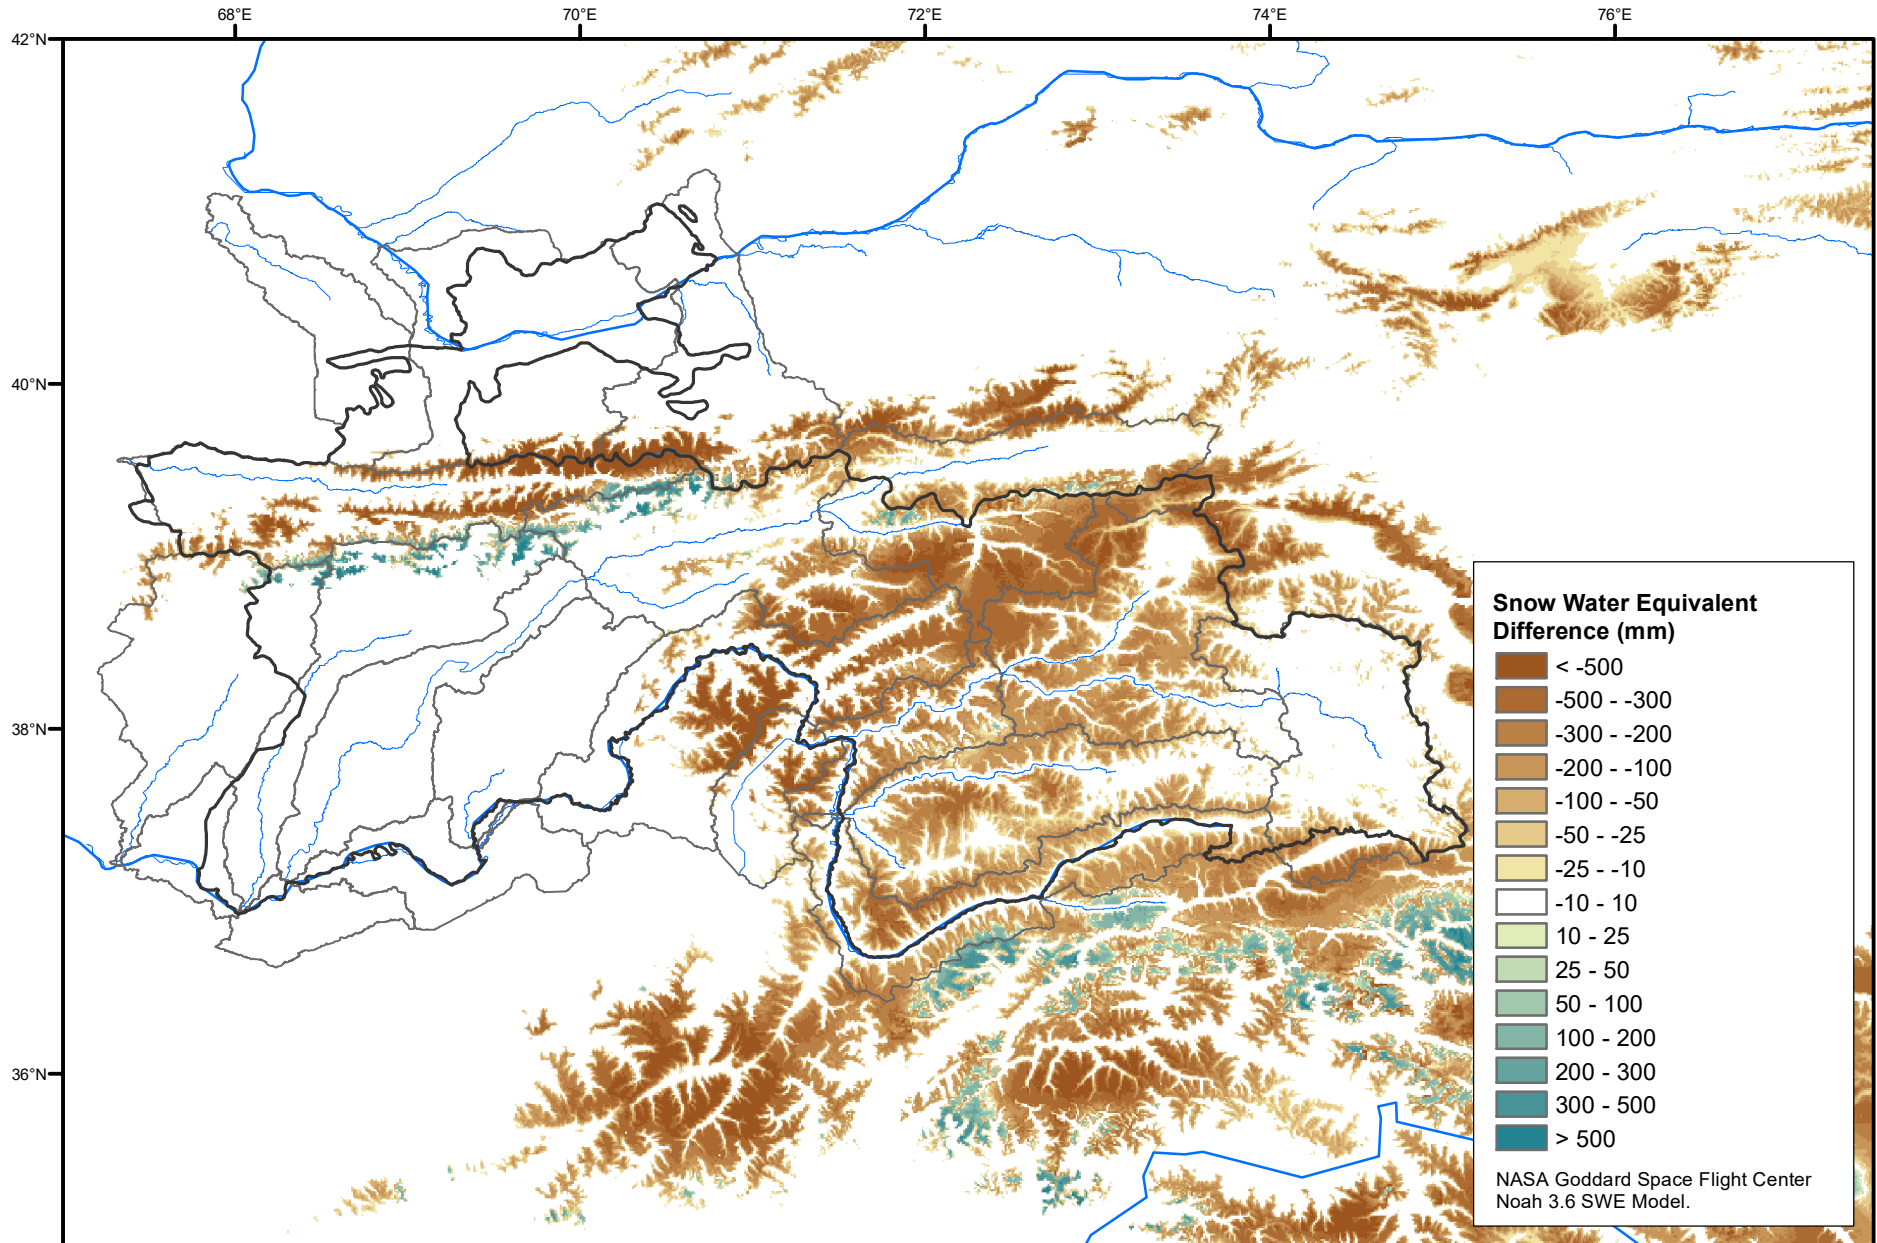 68°E 70°E 72°E 74°E 76°E
42°N
40°N
38°N
36°N
Snow Water Equivalent
Difference (mm)
< -500
-500 - -300
-300 - -200
-200 - -100
-100 - -50
-50 - -25
-25 - -10
-10 - 10
10 - 25
25 - 50
50 - 100
100 - 200
200 - 300
300 - 500
> 500
NASA Goddard Space Flight Center
Noah 3.6 SWE Model.